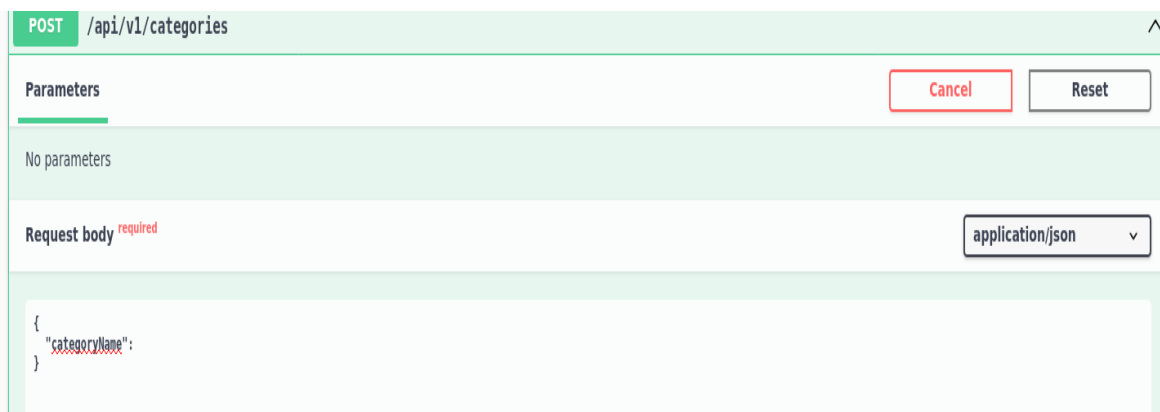 POST /api/v1/categories
Parameters Cancel Reset
No parameters
Request body required application/json
{
"categoryName":
}